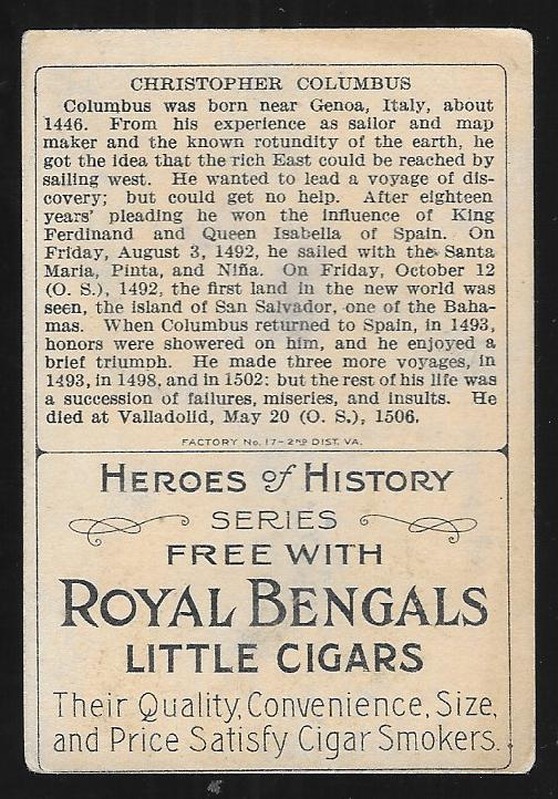 CHRISTOPHER COLUMBUS
Columbus was born near Genoa, Italy, about
1446. From his experience as sailor and map
maker and the known rotundity of the earth, he
got the idea that the rich East could be reached by
sailing west. He wanted to lead a voyage of dis-
covery; but could get no help. After eighteen
years' pleading he won the influence of King
Ferdinand and Queen Isabella of Spain. On
Friday, August 3, 1492, he sailed with the Santa
Maria, Pinta, and Niña. On Friday, October 12
(O. S.), 1492, the first land in the new world was
seen, the island of San Salvador, one of the Baha-
mas. When Columbus returned to Spain, in 1493,
honors were showered on him, and he enjoyed a
brief triumph. He made three more voyages, in
1493, in 1498, and in 1502: but the rest of his life was
a succession of failures, miseries, and insults. He
died at Valladolid, May 20 (O. S.), 1506.
FACTORY No. 17-2ND DIST. VA.
HEROES of HISTORY
SERIES
FREE WITH
ROYAL BENGALS
LITTLE CIGARS
Their Quality, Convenience, Size,
and Price Satisfy Cigar Smokers.